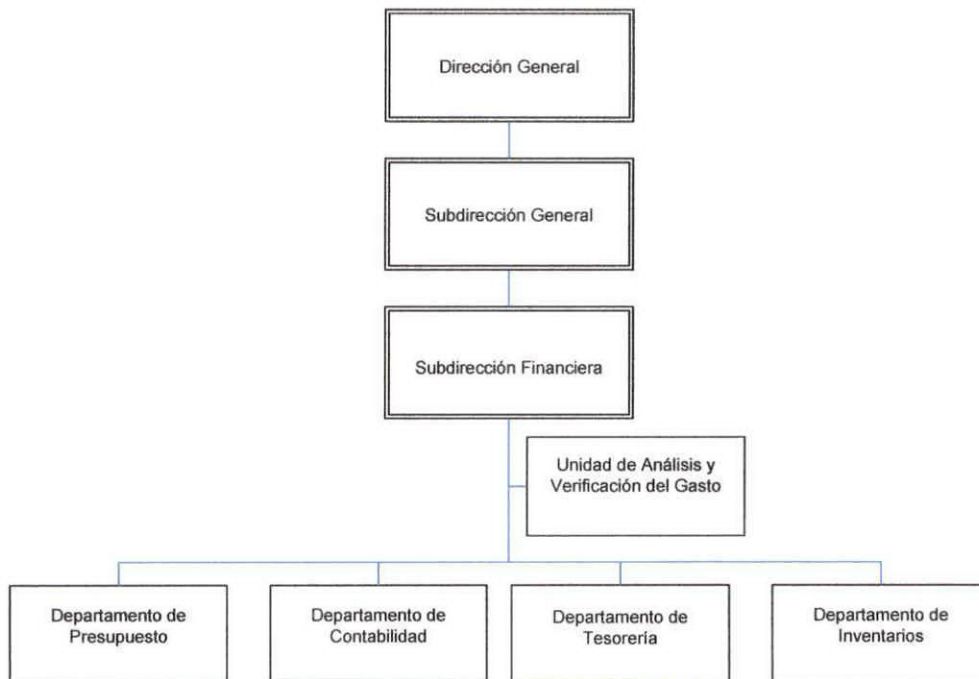 Dirección General
Subdirección General
Subdirección Financiera
Unidad de Análisis y
Verificación del Gasto
Departamento de
Presupuesto
Departamento de
Contabilidad
Departamento de
Tesorería
Departamento de
Inventarios